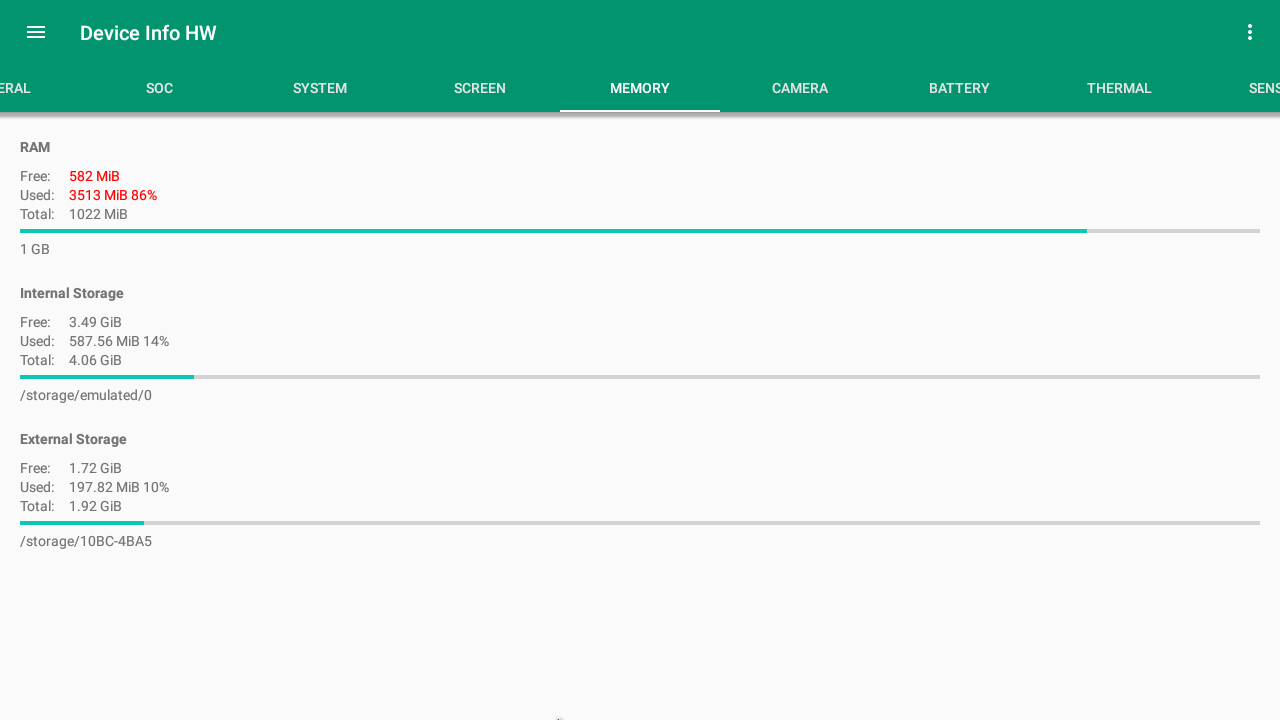 Device Info HW
ERAL SOC SYSTEM SCREEN MEMORY CAMERA BATTERY THERMAL SENS
RAM
Free: 582 MiB
Used: 3513 MiB 86%
Total: 1022 MiB
1 GB
Internal Storage
Free: 3.49 GiB
Used: 587.56 MiB 14%
Total: 4.06 GiB
/storage/emulated/0
External Storage
Free: 1.72 GiB
Used: 197.82 MiB 10%
Total: 1.92 GiB
/storage/10BC-4BA5